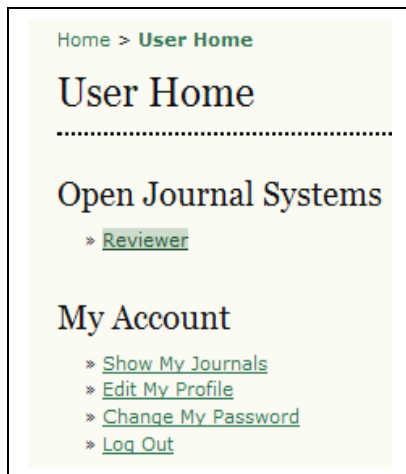 Home > User Home
User Home
Open Journal Systems
» Reviewer
My Account
» Show My Journals
» Edit My Profile
» Change My Password
» Log Out